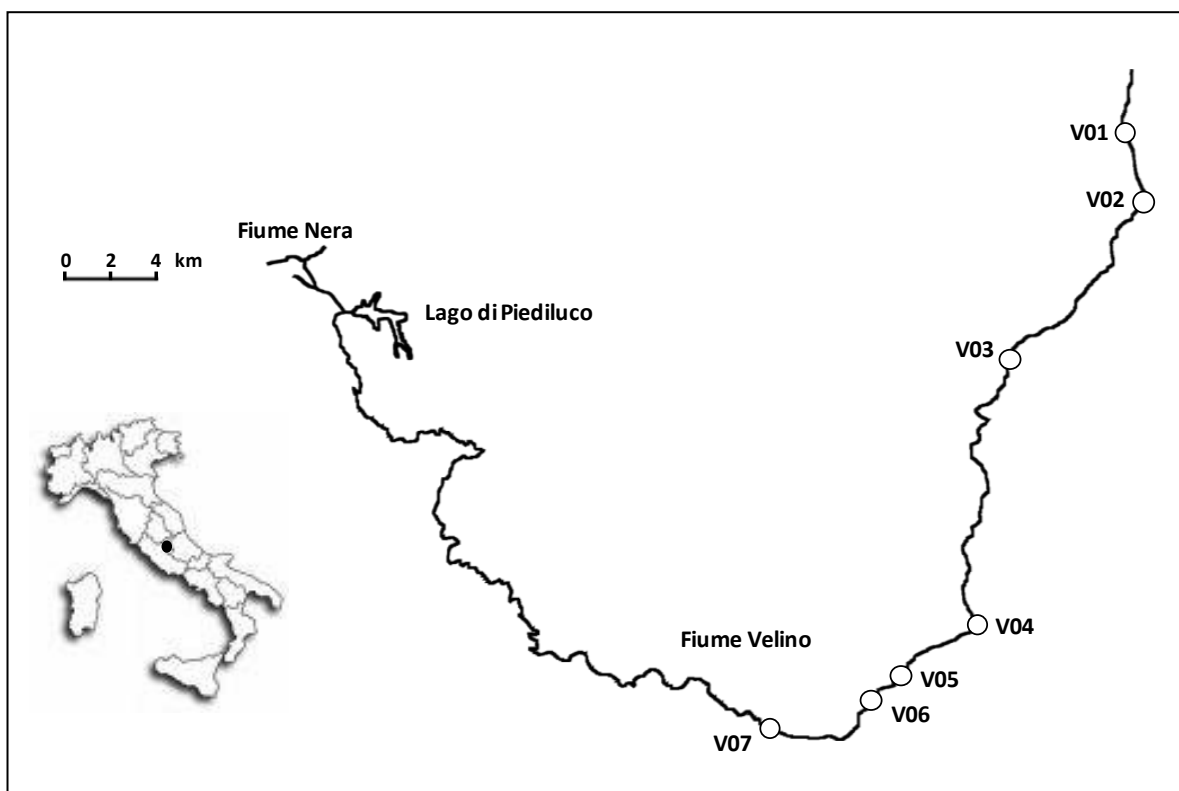 V01
V02
Fiume Nera
0 2 4 km
Lago di Piediluco
V03
Fiume Velino
V04
V05
V06
V07